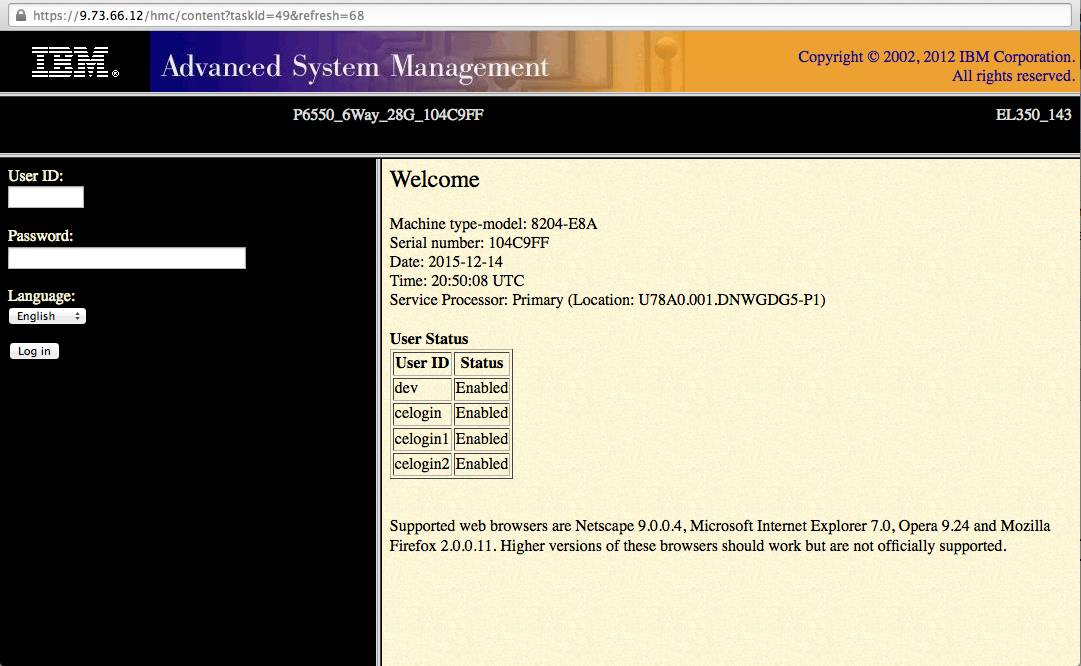 https://9.73.66.12/hmc/content?taskId=49&refresh=68
IBM®
Advanced System Management
Copyright © 2002, 2012 IBM Corporation.
All rights reserved.
P6550_6Way_28G_104C9FF
EL350_143
User ID:
Password:
Language:
English
Log in
Welcome
Machine type-model: 8204-E8A
Serial number: 104C9FF
Date: 2015-12-14
Time: 20:50:08 UTC
Service Processor: Primary (Location: U78A0.001.DNWGDG5-P1)
User Status
User ID Status
dev Enabled
celogin Enabled
celogin1 Enabled
celogin2 Enabled
Supported web browsers are Netscape 9.0.0.4, Microsoft Internet Explorer 7.0, Opera 9.24 and Mozilla
Firefox 2.0.0.11. Higher versions of these browsers should work but are not officially supported.